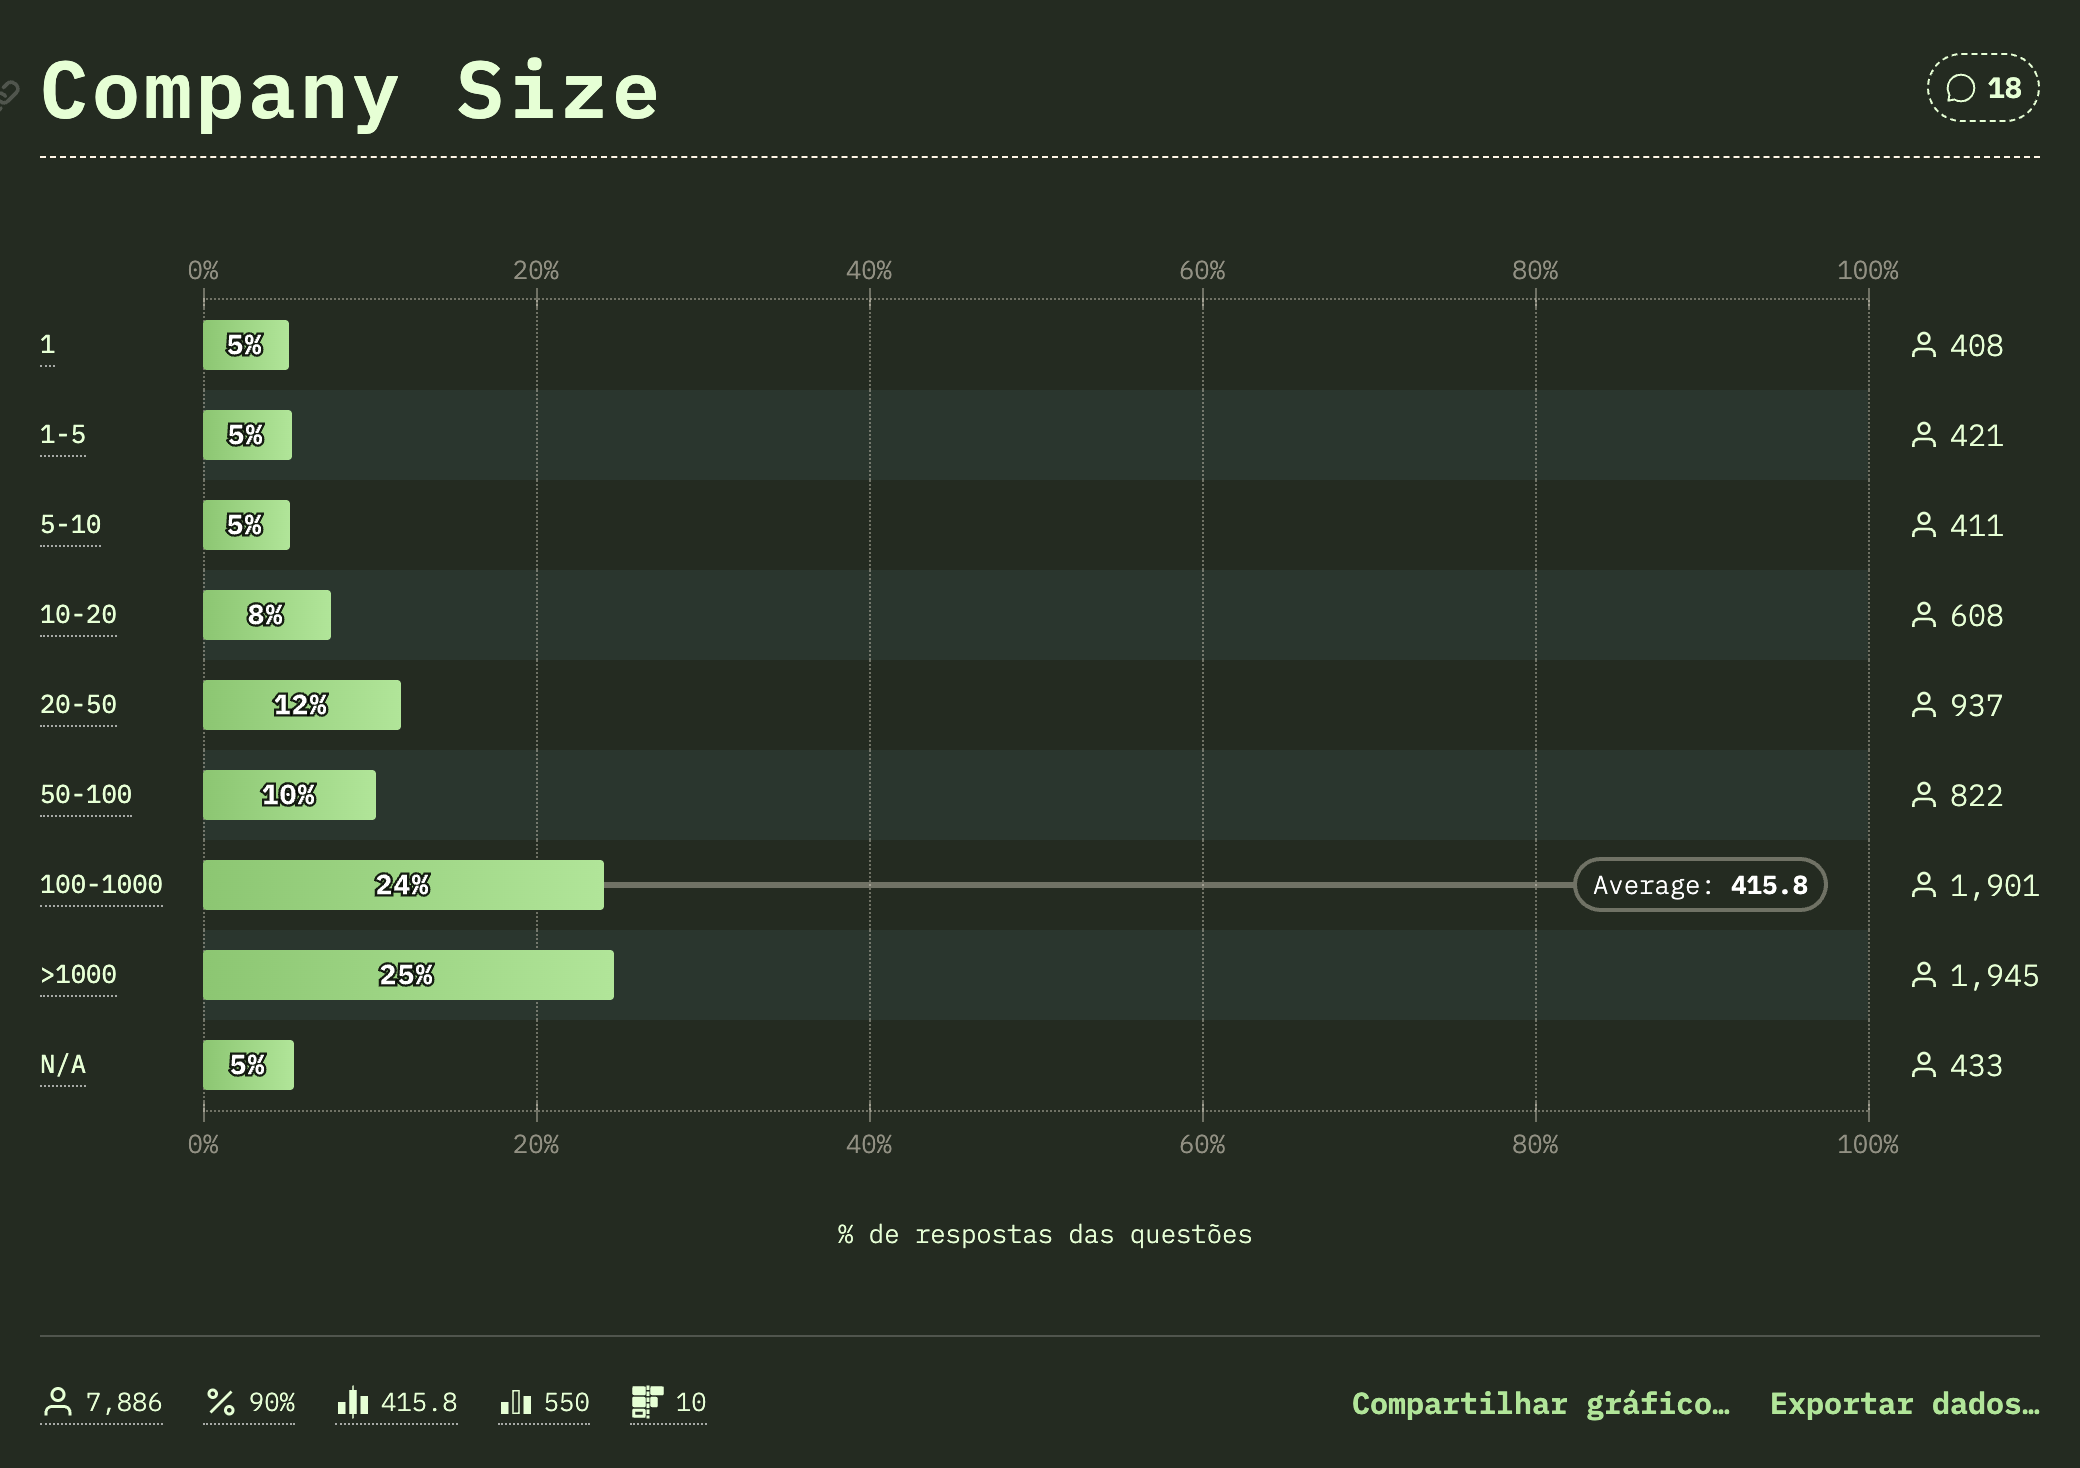 Company Size
18
0% 20% 40% 60% 80% 100%
1 5% 408
1-5 5% 421
5-10 5% 411
10-20 8% 608
20-50 12% 937
50-100 10% 822
100-1000 24% Average: 415.8 1,901
>1000 25% 1,945
N/A 5% 433
0% 20% 40% 60% 80% 100%
% de respostas das questões
7,886 90% 415.8 550 10 Compartilhar gráfico… Exportar dados…